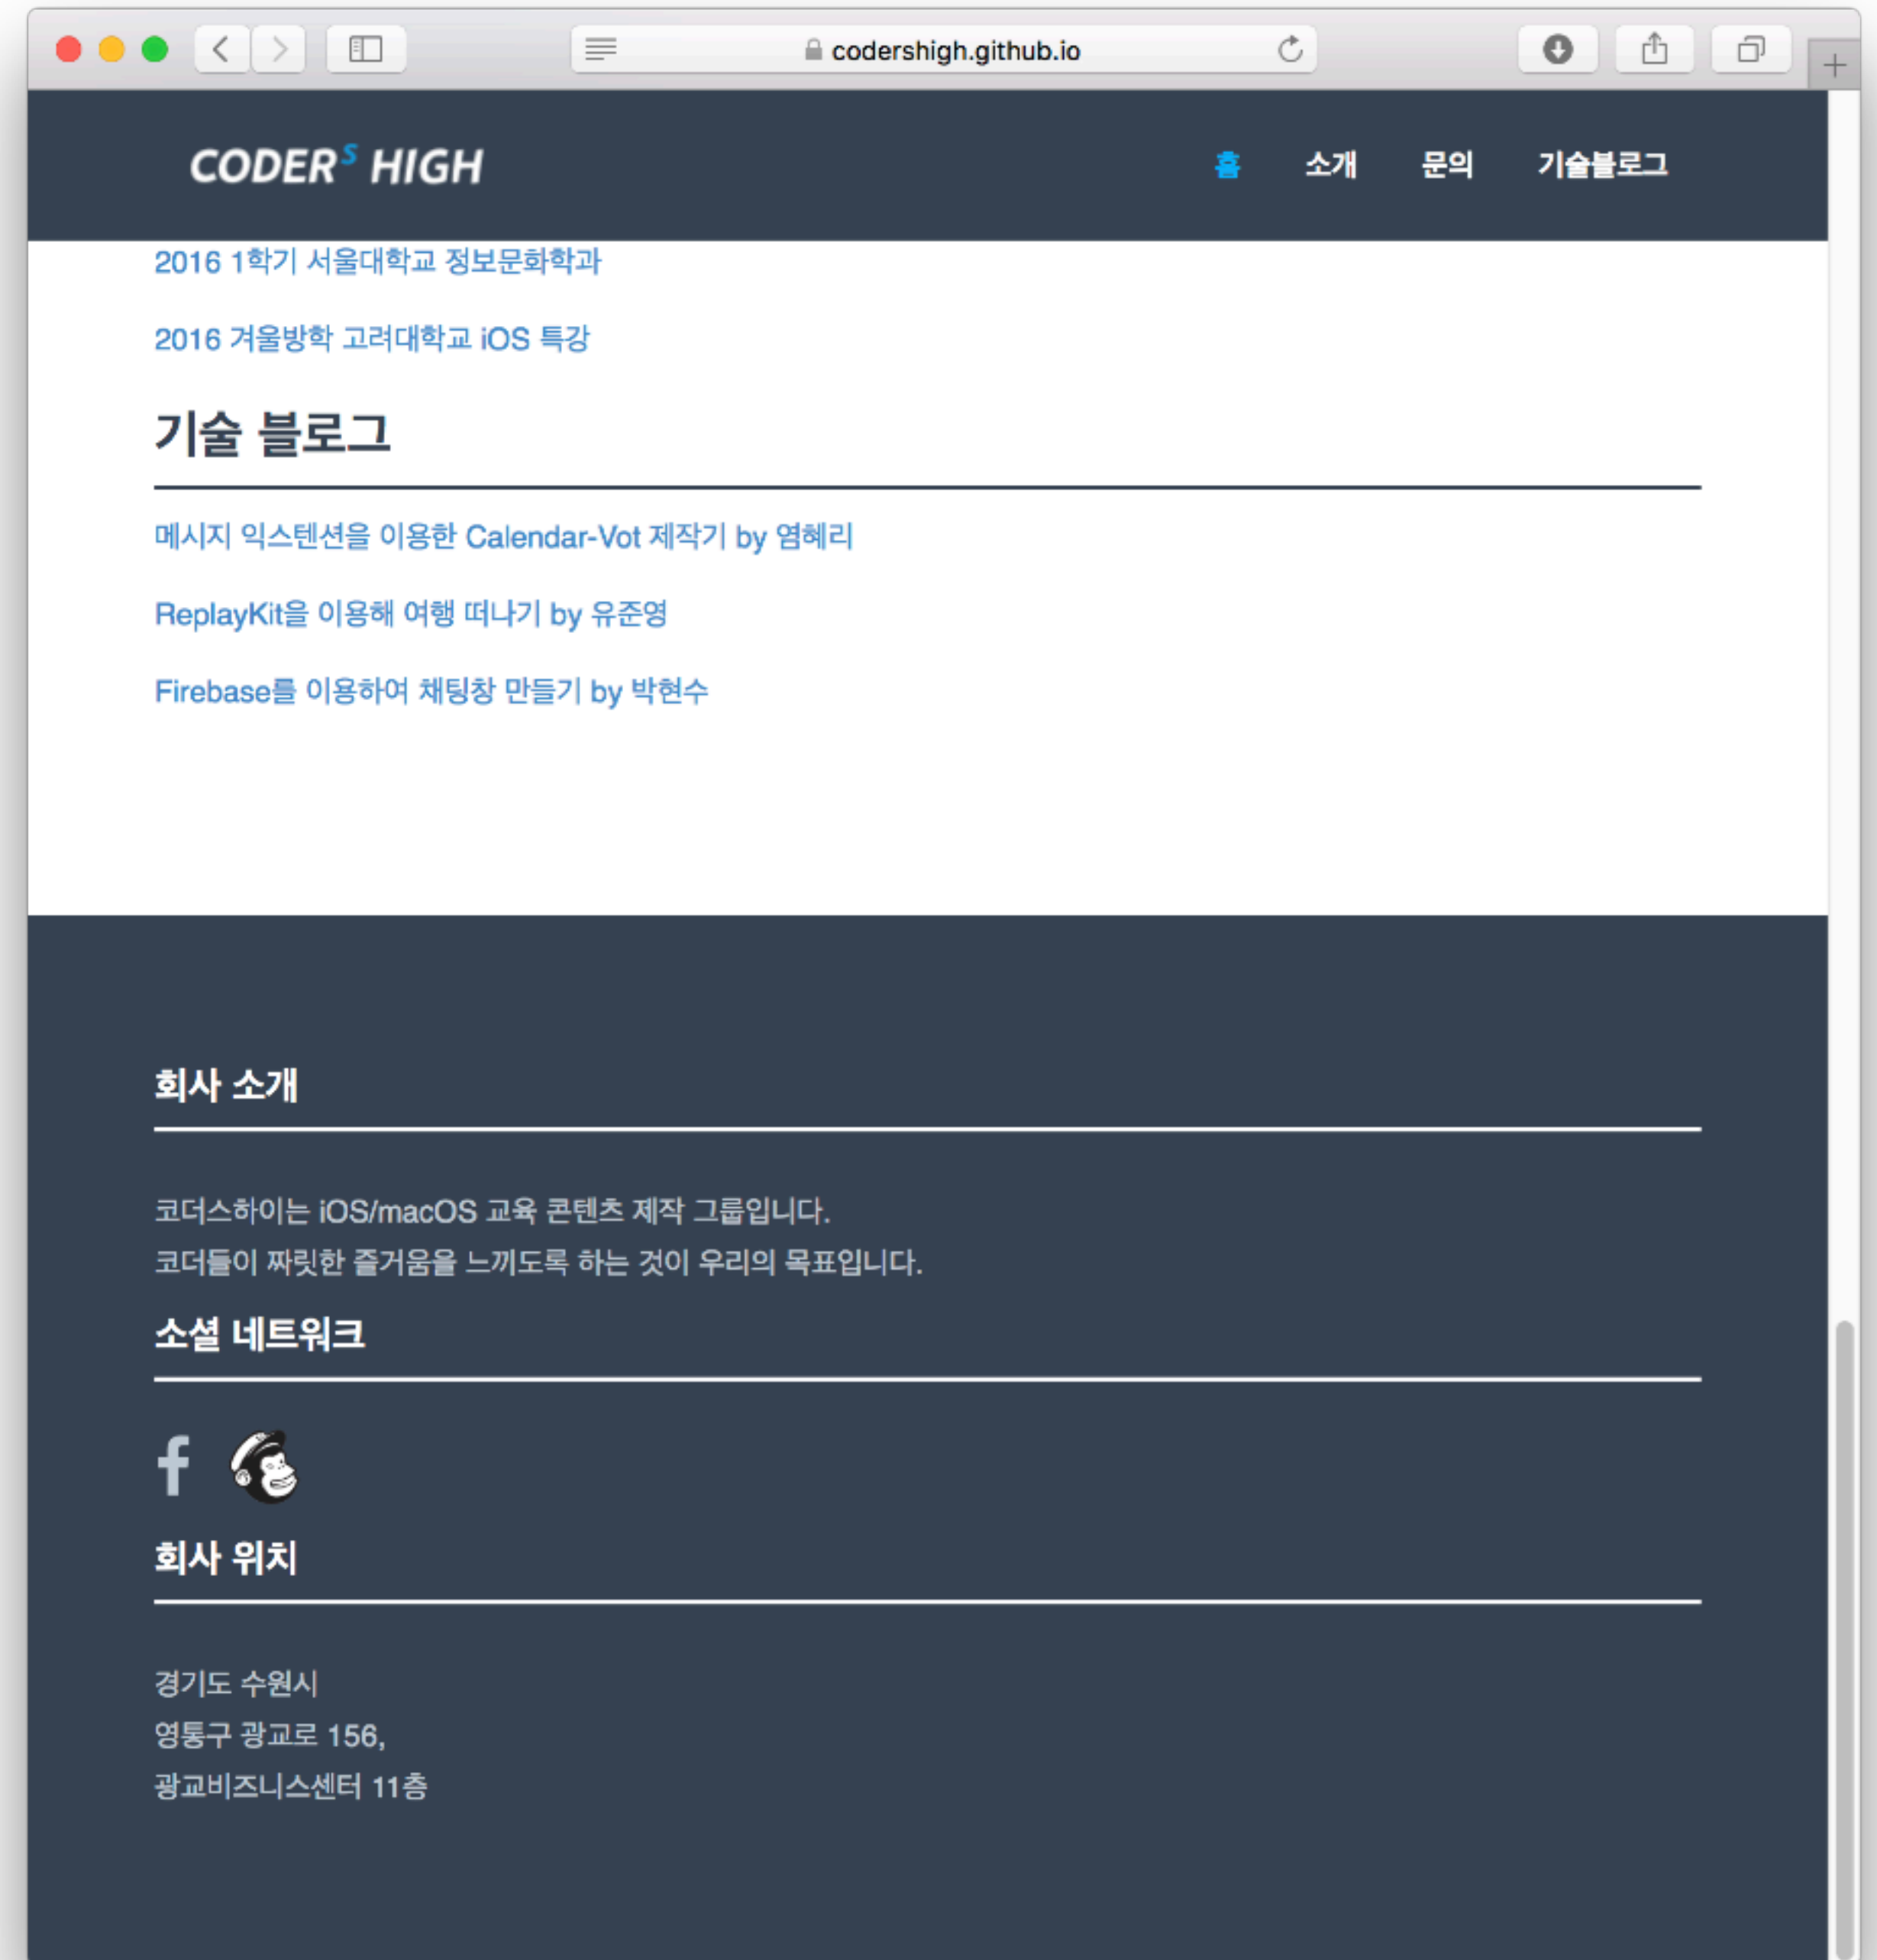 codershigh.github.io
CODERS HIGH
홈 소개 문의 기술블로그
2016 1학기 서울대학교 정보문화학과
2016 겨울방학 고려대학교 iOS 특강
기술 블로그
메시지 익스텐션을 이용한 Calendar-Vot 제작기 by 염혜리
ReplayKit을 이용해 여행 떠나기 by 유준영
Firebase를 이용하여 채팅창 만들기 by 박현수
회사 소개
코더스하이는 iOS/macOS 교육 콘텐츠 제작 그룹입니다.
코더들이 짜릿한 즐거움을 느끼도록 하는 것이 우리의 목표입니다.
소셜 네트워크
회사 위치
경기도 수원시
영통구 광교로 156,
광교비즈니스센터 11층